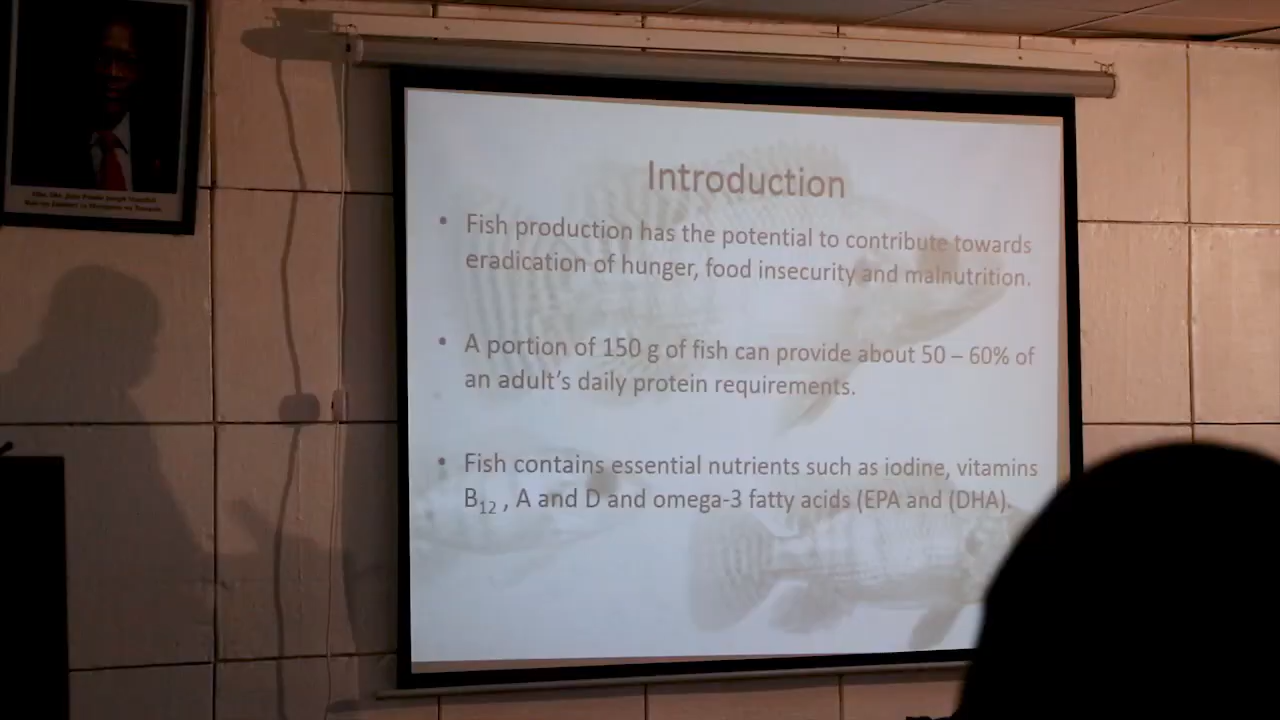 Introduction
• Fish production has the potential to contribute towards
eradication of hunger, food insecurity and malnutrition.
• A portion of 150 g of fish can provide about 50 – 60% of
an adult's daily protein requirements.
• Fish contains essential nutrients such as iodine, vitamins
B12 , A and D and omega-3 fatty acids (EPA and (DHA).